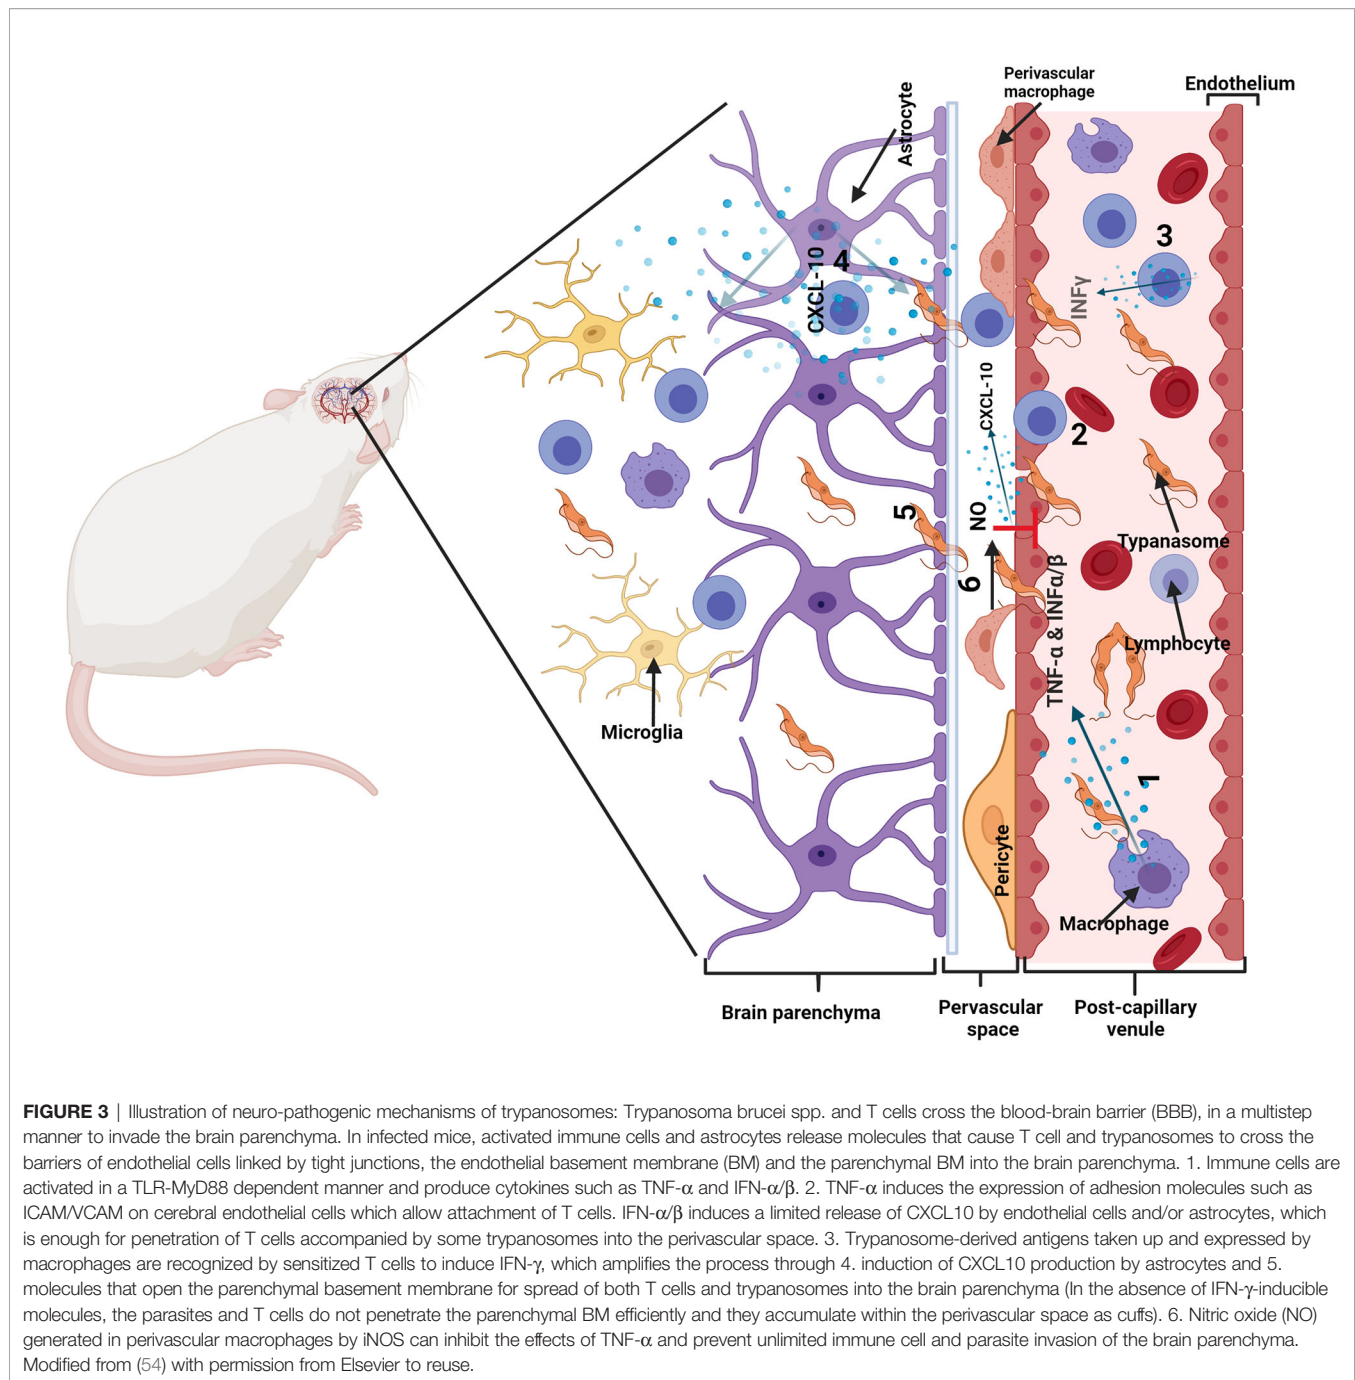 Perivascular
macrophage
Endothelium
Astrocyte
3
4
CXCL-10
INFγ
CXCL-10
2
5
NO
Typanasome
6
TNF-α & INFα/β
Lymphocyte
Microglia
1
Pericyte
Macrophage
Brain parenchyma
Pervascular
space
Post-capillary
venule
FIGURE 3 | Illustration of neuro-pathogenic mechanisms of trypanosomes: Trypanosoma brucei spp. and T cells cross the blood-brain barrier (BBB), in a multistep
manner to invade the brain parenchyma. In infected mice, activated immune cells and astrocytes release molecules that cause T cell and trypanosomes to cross the
barriers of endothelial cells linked by tight junctions, the endothelial basement membrane (BM) and the parenchymal BM into the brain parenchyma. 1. Immune cells are
activated in a TLR-MyD88 dependent manner and produce cytokines such as TNF-α and IFN-α/β. 2. TNF-α induces the expression of adhesion molecules such as
ICAM/VCAM on cerebral endothelial cells which allow attachment of T cells. IFN-α/β induces a limited release of CXCL10 by endothelial cells and/or astrocytes, which
is enough for penetration of T cells accompanied by some trypanosomes into the perivascular space. 3. Trypanosome-derived antigens taken up and expressed by
macrophages are recognized by sensitized T cells to induce IFN-γ, which amplifies the process through 4. induction of CXCL10 production by astrocytes and 5.
molecules that open the parenchymal basement membrane for spread of both T cells and trypanosomes into the brain parenchyma (In the absence of IFN-γ-inducible
molecules, the parasites and T cells do not penetrate the parenchymal BM efficiently and they accumulate within the perivascular space as cuffs). 6. Nitric oxide (NO)
generated in perivascular macrophages by iNOS can inhibit the effects of TNF-α and prevent unlimited immune cell and parasite invasion of the brain parenchyma.
Modified from (54) with permission from Elsevier to reuse.